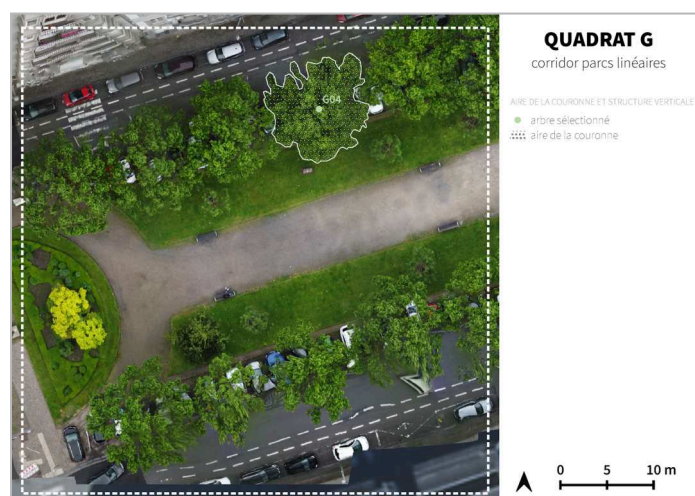 QUADRAT G
corridor parcs linéaires
AIRE DE LA COURONNE ET STRUCTURE VERTICALE
arbre sélectionné
aire de la couronne
G04
0 5 10 m